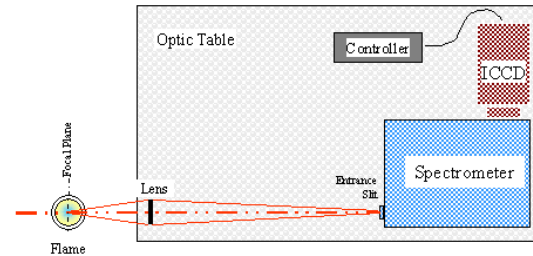 Optic Table
Controller
ICCD
Focal Plane
Lens
Entrance
Slit
Spectrometer
Flame